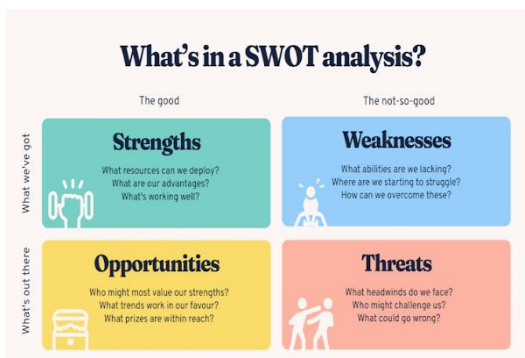 What's in a SWOT analysis?
The good
The not-so-good
What we've got
Strengths
What resources can we deploy?
What are our advantages?
What's working well?
Weaknesses
What abilities are we lacking?
Where are we starting to struggle?
How can we overcome these?
What's out there
Opportunities
Who might most value our strengths?
What trends work in our favour?
What prizes are within reach?
Threats
What headwinds do we face?
Who might challenge us?
What could go wrong?